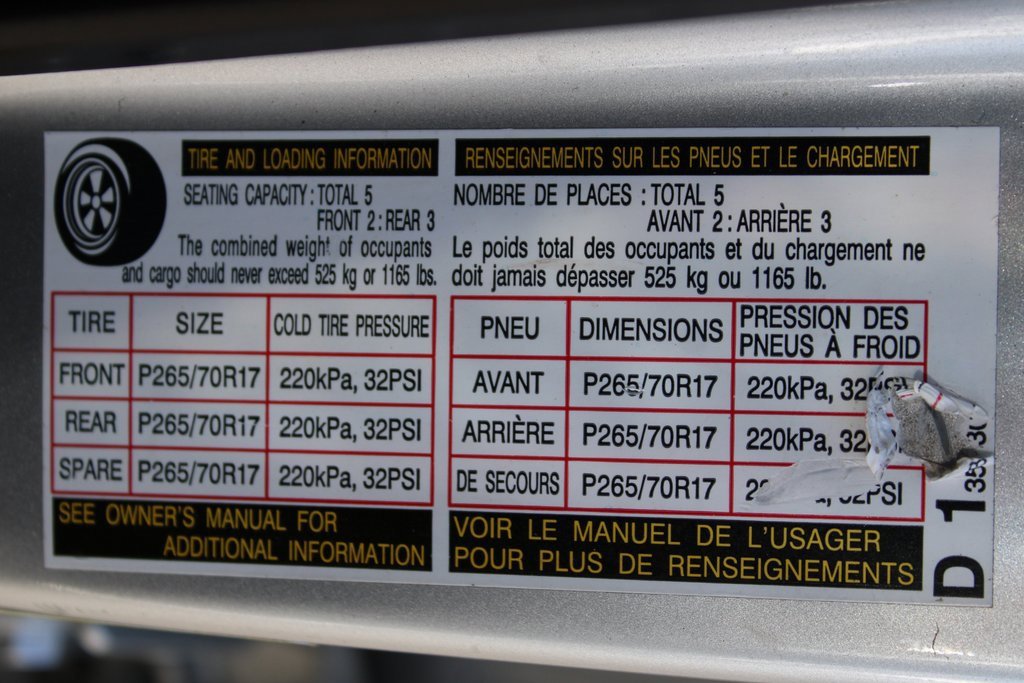 TIRE AND LOADING INFORMATION
SEATING CAPACITY : TOTAL 5
FRONT 2 : REAR 3
The combined weight of occupants
and cargo should never exceed 525 kg or 1165 lbs.
TIRE SIZE COLD TIRE PRESSURE
FRONT P265/70R17 220kPa, 32PSI
REAR P265/70R17 220kPa, 32PSI
SPARE P265/70R17 220kPa, 32PSI
SEE OWNER'S MANUAL FOR
ADDITIONAL INFORMATION
RENSEIGNEMENTS SUR LES PNEUS ET LE CHARGEMENT
NOMBRE DE PLACES : TOTAL 5
AVANT 2 : ARRIÈRE 3
Le poids total des occupants et du chargement ne
doit jamais dépasser 525 kg ou 1165 lb.
PNEU DIMENSIONS PRESSION DES
PNEUS À FROID
AVANT P265/70R17 220kPa, 32PSI
ARRIÈRE P265/70R17 220kPa,
DE SECOURS P265/70R17
VOIR LE MANUEL DE L'USAGER
POUR PLUS DE RENSEIGNEMENTS
D 1